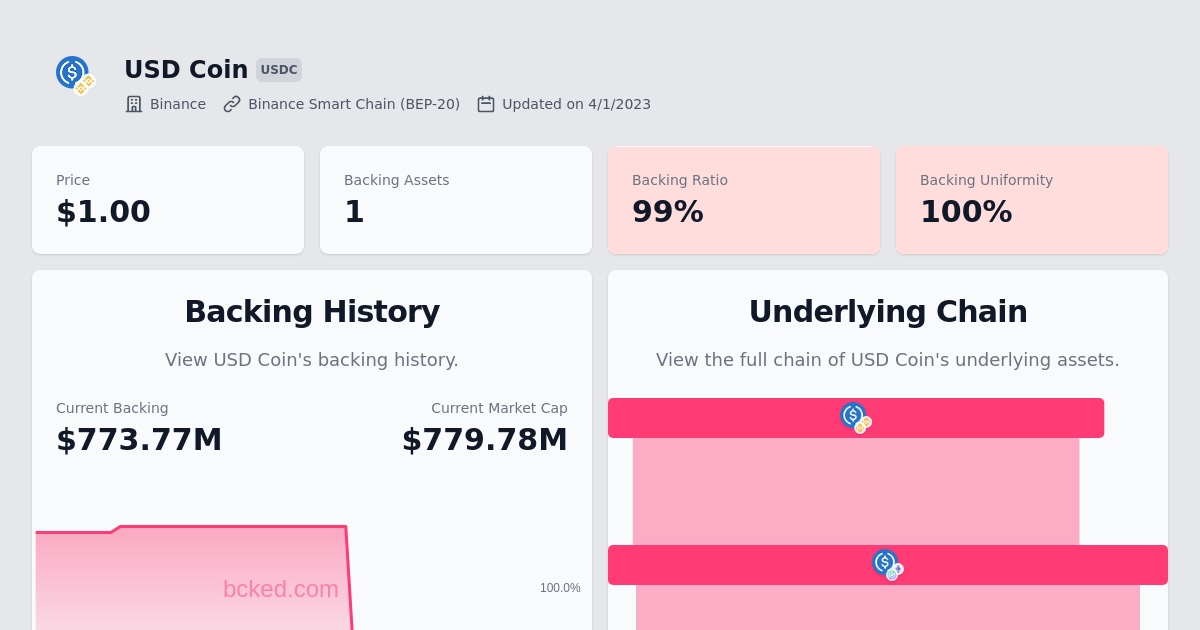 USD Coin USDC
Binance Binance Smart Chain (BEP-20) Updated on 4/1/2023
Price
$1.00
Backing Assets
1
Backing Ratio
99%
Backing Uniformity
100%
Backing History
View USD Coin's backing history.
Current Backing
$773.77M
Current Market Cap
$779.78M
bcked.com
100.0%
Underlying Chain
View the full chain of USD Coin's underlying assets.